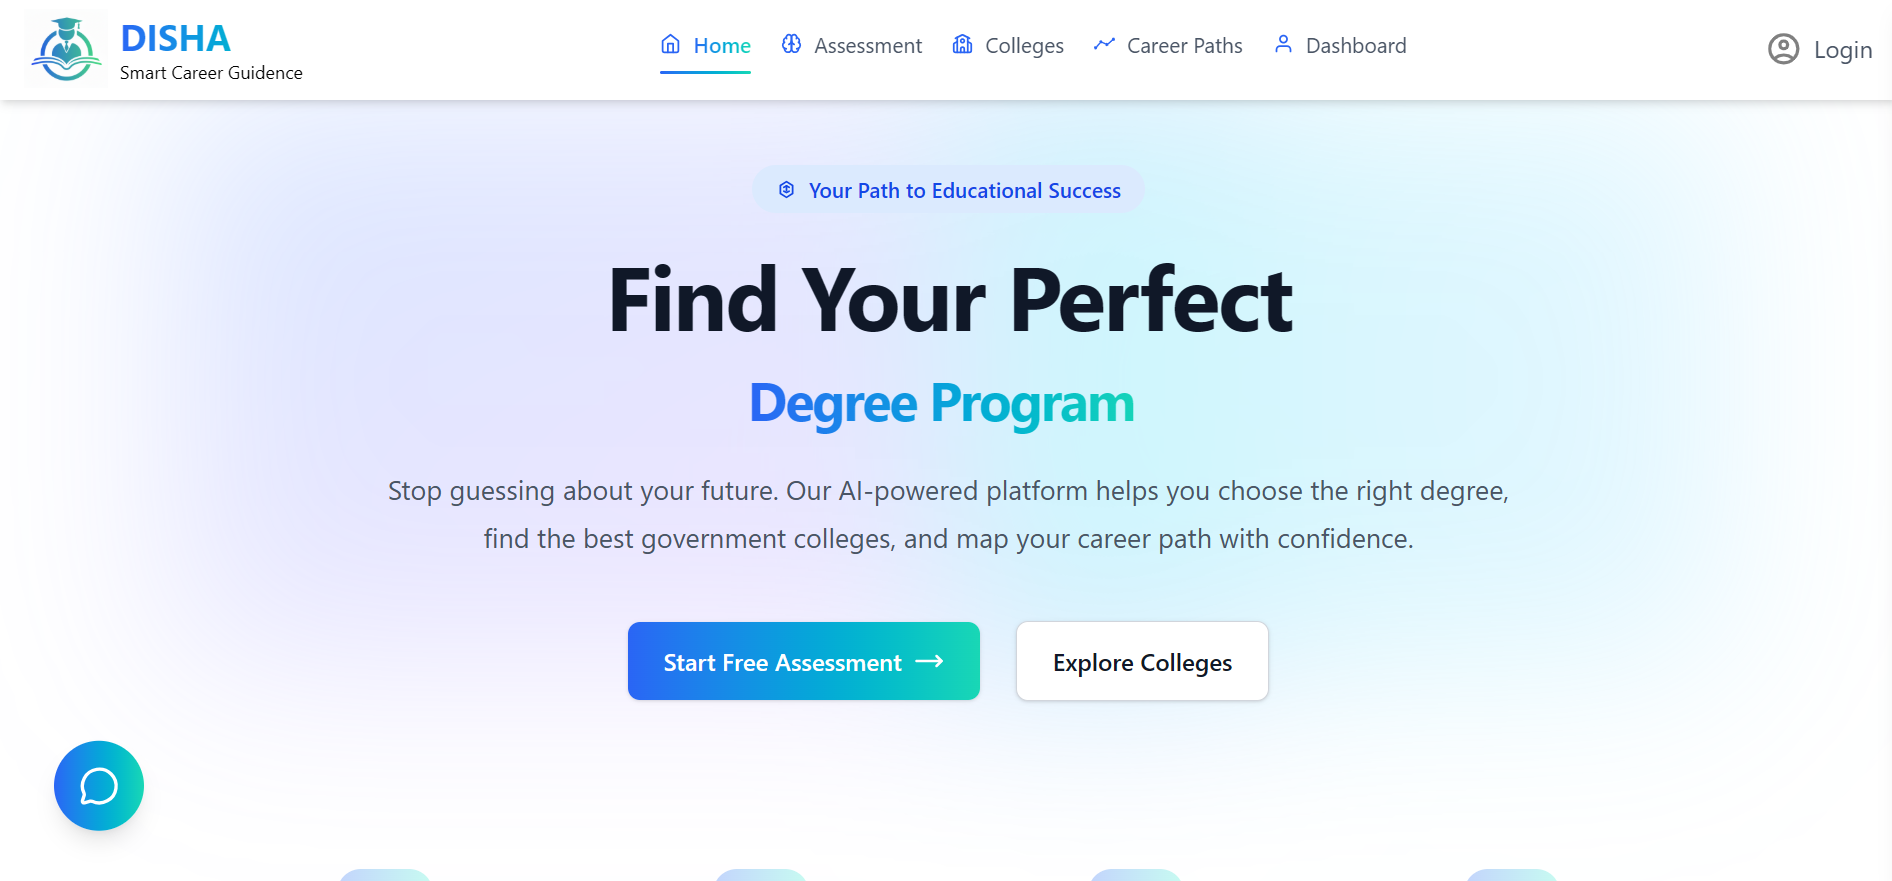 DISHA
Smart Career Guidence
Home
Assessment
Colleges
Career Paths
Dashboard
Login
Your Path to Educational Success
Find Your Perfect
Degree Program
Stop guessing about your future. Our AI-powered platform helps you choose the right degree,
find the best government colleges, and map your career path with confidence.
Start Free Assessment
Explore Colleges